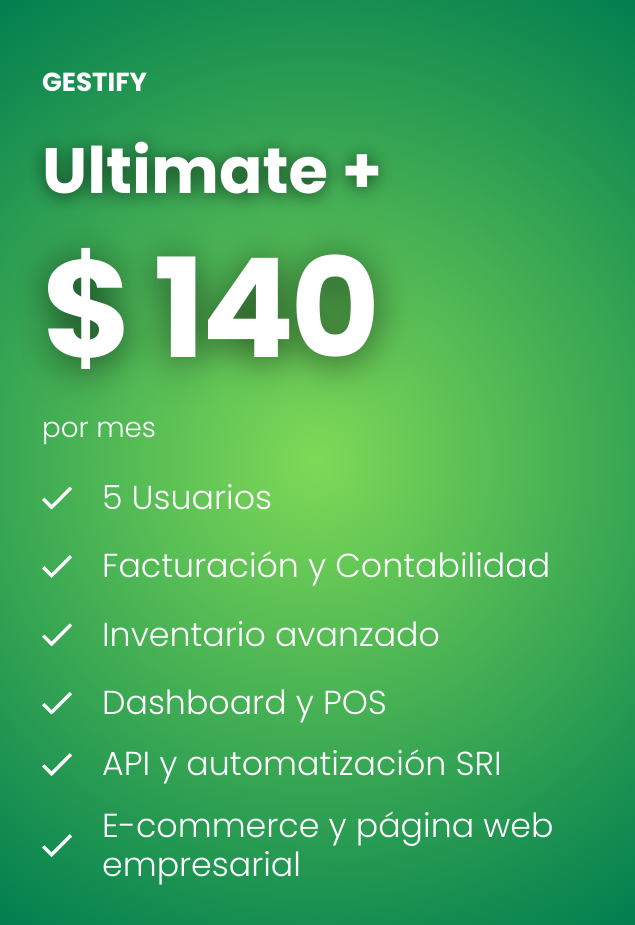 GESTIFY
Ultimate +
$ 140
por mes
5 Usuarios
Facturación y Contabilidad
Inventario avanzado
Dashboard y POS
API y automatización SRI
E-commerce y página web
empresarial